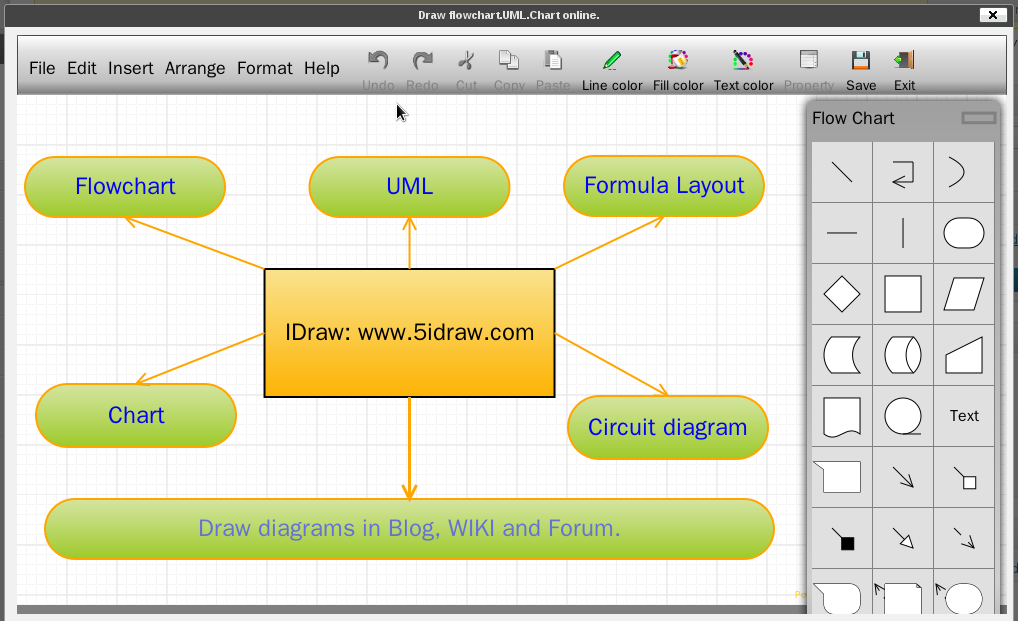 Draw flowchart.UML.Chart online.
File Edit Insert Arrange Format Help
Undo Redo Cut Copy Paste Line color Fill color Text color Property Save Exit
Flow Chart
Flowchart
UML
Formula Layout
IDraw: www.5idraw.com
Chart
Circuit diagram
Text
Draw diagrams in Blog, WIKI and Forum.